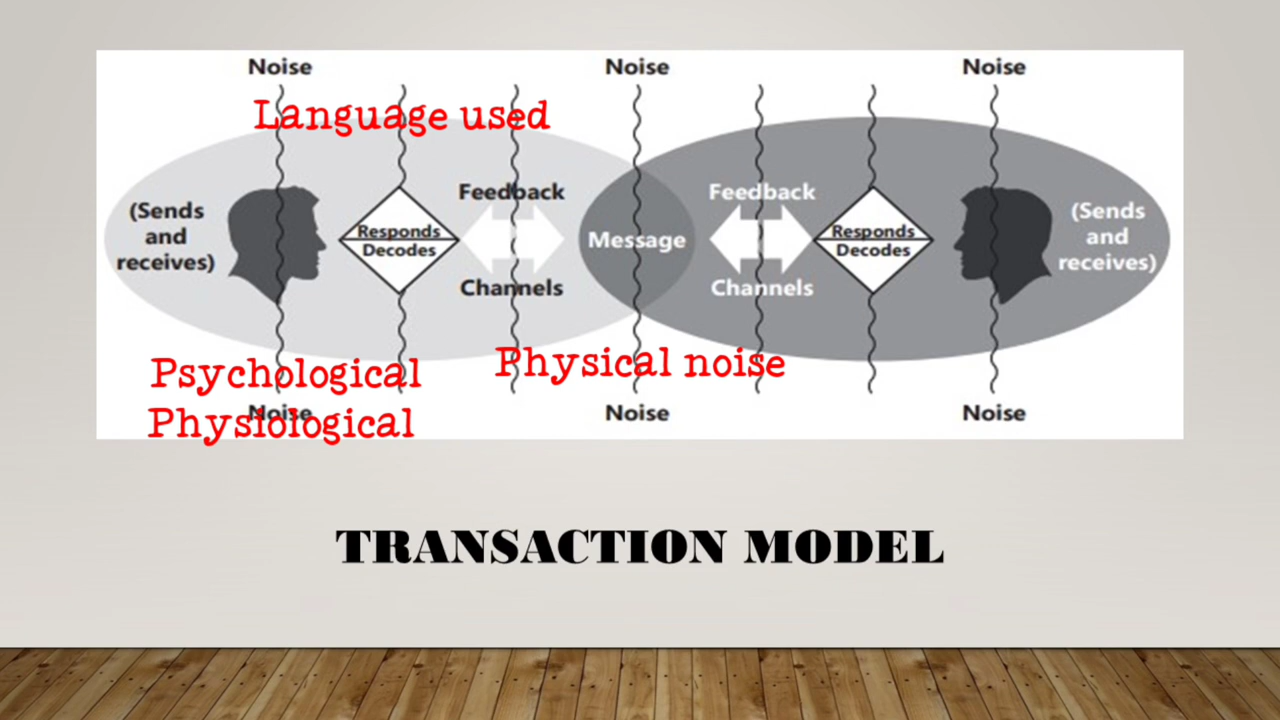 Noise
Noise
Noise
Language used
(Sends
and
receives)
Responds
Decodes
Feedback
Channels
Message
Feedback
Channels
Responds
Decodes
(Sends
and
receives)
Psychological
Physical noise
Physiological
Noise
Noise
Noise
TRANSACTION MODEL